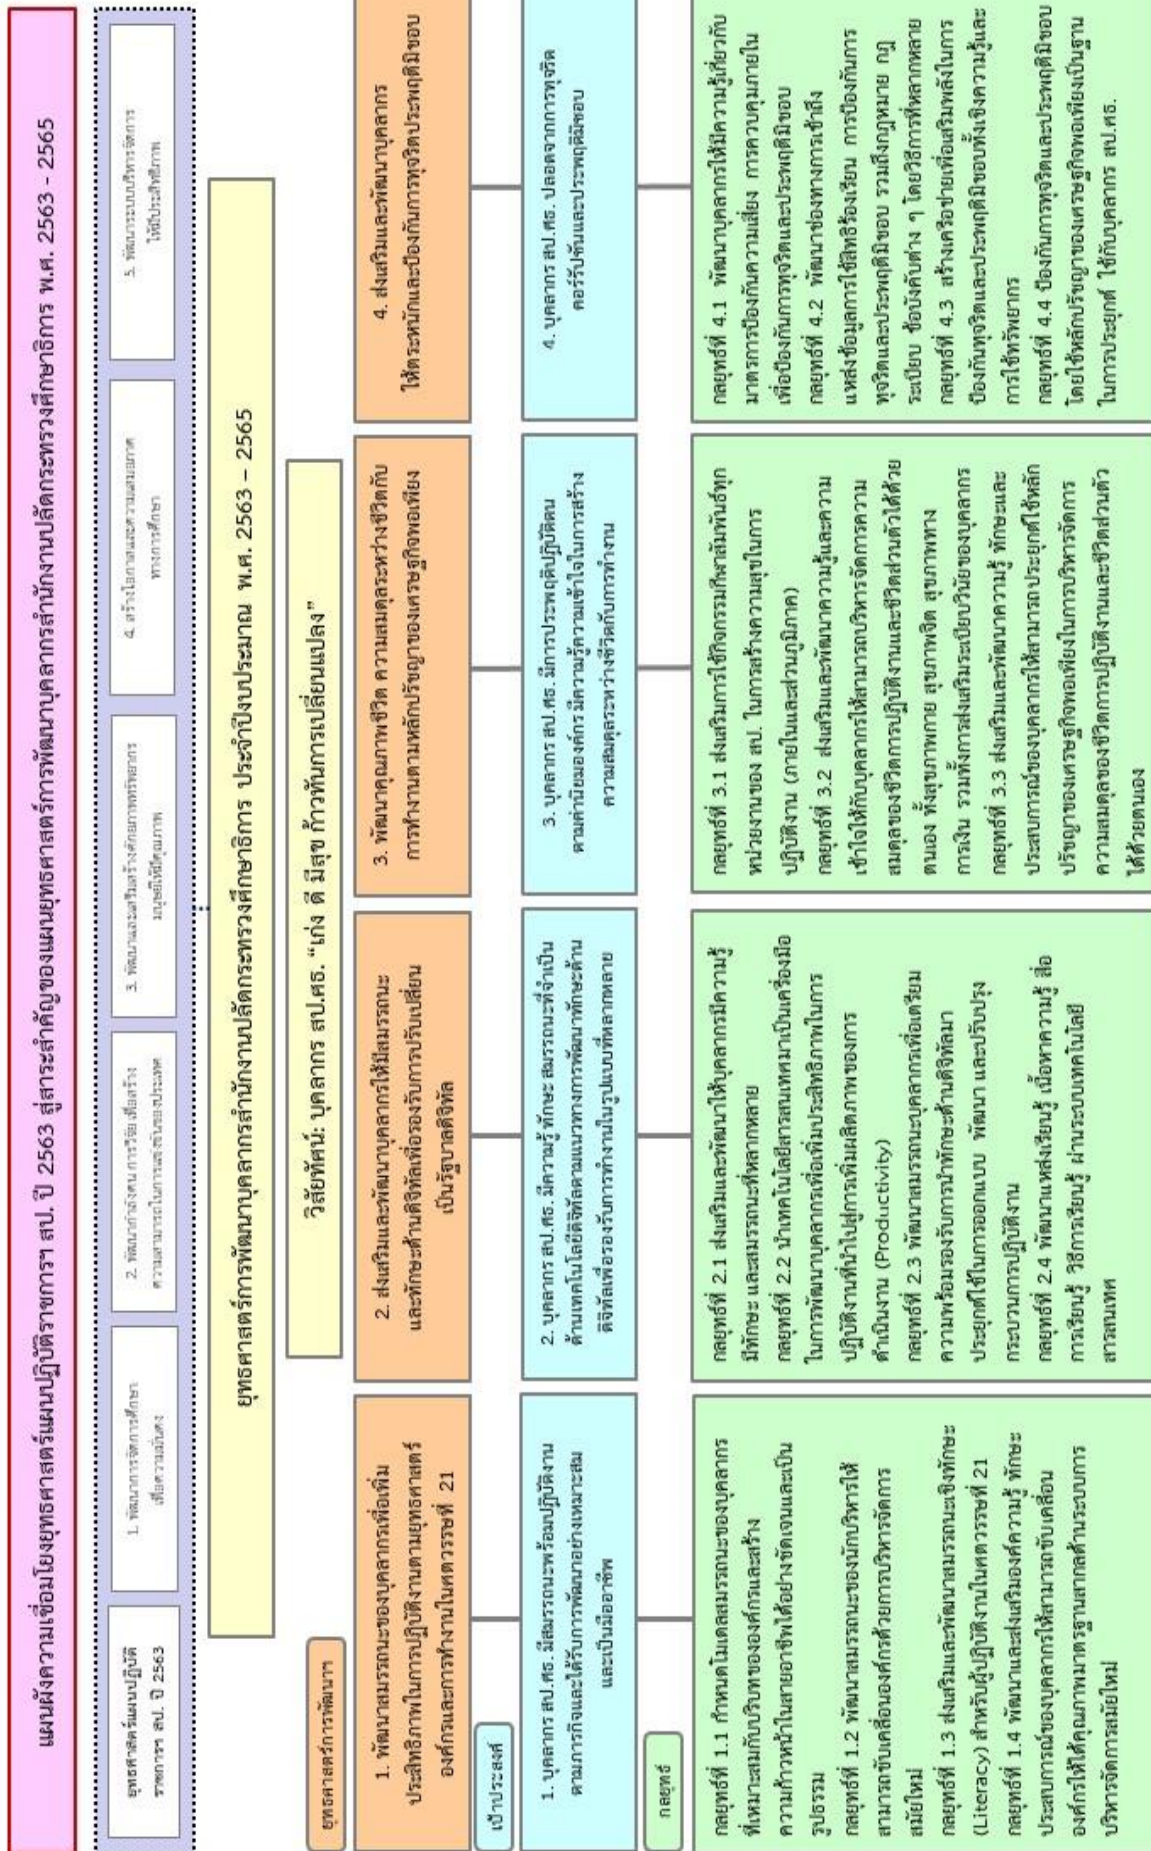 แผนผังความเชื่อมโยงยุทธศาสตร์แผนปฏิบัติราชการฯ สป. ปี 2563 สู่สาระสำคัญของแผนยุทธศาสตร์การพัฒนาบุคลากรสำนักงานปลัดกระทรวงศึกษาธิการ พ.ศ. 2563 - 2565
ยุทธศาสตร์แผนปฏิบัติ
ราชการฯ สป. ปี 2563
1. พัฒนาการจัดการศึกษา
เพื่อความมั่นคง
2. พัฒนากำลังคน การวิจัย เพื่อสร้าง
ความสามารถในการแข่งขันของประเทศ
3. พัฒนาและเสริมสร้างศักยภาพทรัพยากร
มนุษย์ให้มีคุณภาพ
4. สร้างโอกาสและความเสมอภาค
ทางการศึกษา
5. พัฒนาระบบบริหารจัดการ
ให้มีประสิทธิภาพ
ยุทธศาสตร์การพัฒนาบุคลากรสำนักงานปลัดกระทรวงศึกษาธิการ ประจำปีงบประมาณ พ.ศ. 2563 – 2565
วิสัยทัศน์: บุคลากร สป.ศธ. “เก่ง ดี มีสุข ก้าวทันการเปลี่ยนแปลง”
ยุทธศาสตร์การพัฒนาฯ
1. พัฒนาสมรรถนะของบุคลากรเพื่อเพิ่ม
ประสิทธิภาพในการปฏิบัติงานตามยุทธศาสตร์
องค์กรและการทำงานในศตวรรษที่ 21
2. ส่งเสริมและพัฒนาบุคลากรให้มีสมรรถนะ
และทักษะด้านดิจิทัลเพื่อรองรับการปรับเปลี่ยน
เป็นรัฐบาลดิจิทัล
3. พัฒนาคุณภาพชีวิต ความสมดุลระหว่างชีวิตกับ
การทำงานตามหลักปรัชญาของเศรษฐกิจพอเพียง
4. ส่งเสริมและพัฒนาบุคลากร
ให้ตระหนักและป้องกันการทุจริตประพฤติมิชอบ
เป้าประสงค์
1. บุคลากร สป.ศธ. มีสมรรถนะพร้อมปฏิบัติงาน
ตามภารกิจและได้รับการพัฒนาอย่างเหมาะสม
และเป็นมืออาชีพ
2. บุคลากร สป.ศธ. มีความรู้ ทักษะ สมรรถนะที่จำเป็น
ด้านเทคโนโลยีดิจิทัลตามแนวทางการพัฒนาทักษะด้าน
ดิจิทัลเพื่อรองรับการทำงานในรูปแบบที่หลากหลาย
3. บุคลากร สป.ศธ. มีการประพฤติปฏิบัติตน
ตามค่านิยมองค์กร มีความรู้ความเข้าใจในการสร้าง
ความสมดุลระหว่างชีวิตกับการทำงาน
4. บุคลากร สป.ศธ. ปลอดจากการทุจริต
คอร์รัปชันและประพฤติมิชอบ
กลยุทธ์
กลยุทธ์ที่ 1.1 กำหนดโมเดลสมรรถนะของบุคลากร
ที่เหมาะสมกับบริบทขององค์กรและสร้าง
ความก้าวหน้าในสายอาชีพได้อย่างชัดเจนและเป็น
รูปธรรม
กลยุทธ์ที่ 1.2 พัฒนาสมรรถนะของนักบริหารให้
สามารถขับเคลื่อนองค์กรด้วยการบริหารจัดการ
สมัยใหม่
กลยุทธ์ที่ 1.3 ส่งเสริมและพัฒนาสมรรถนะเชิงทักษะ
(Literacy) สำหรับผู้ปฏิบัติงานในศตวรรษที่ 21
กลยุทธ์ที่ 1.4 พัฒนาและส่งเสริมองค์ความรู้ ทักษะ
ประสบการณ์ของบุคลากรให้สามารถขับเคลื่อน
องค์กรให้ได้คุณภาพมาตรฐานสากลด้านระบบการ
บริหารจัดการสมัยใหม่
กลยุทธ์ที่ 2.1 ส่งเสริมและพัฒนาให้บุคลากรมีความรู้
มีทักษะ และสมรรถนะที่หลากหลาย
กลยุทธ์ที่ 2.2 นำเทคโนโลยีสารสนเทศมาเป็นเครื่องมือ
ในการพัฒนาบุคลากรเพื่อเพิ่มประสิทธิภาพในการ
ปฏิบัติงานที่นำไปสู่การเพิ่มผลิตภาพของการ
ดำเนินงาน (Productivity)
กลยุทธ์ที่ 2.3 พัฒนาสมรรถนะบุคลากรเพื่อเตรียม
ความพร้อมรองรับการนำทักษะด้านดิจิทัลมา
ประยุกต์ใช้ในการออกแบบ พัฒนา และปรับปรุง
กระบวนการปฏิบัติงาน
กลยุทธ์ที่ 2.4 พัฒนาแหล่งเรียนรู้ เนื้อหาความรู้ สื่อ
การเรียนรู้ วิธีการเรียนรู้ ผ่านระบบเทคโนโลยี
สารสนเทศ
กลยุทธ์ที่ 3.1 ส่งเสริมการใช้กิจกรรมกีฬาสัมพันธ์ทุก
หน่วยงานของ สป. ในการสร้างความสุขในการ
ปฏิบัติงาน (ภายในและส่วนภูมิภาค)
กลยุทธ์ที่ 3.2 ส่งเสริมและพัฒนาความรู้และความ
เข้าใจให้กับบุคลากรให้สามารถบริหารจัดการความ
สมดุลของชีวิตการปฏิบัติงานและชีวิตส่วนตัวได้ด้วย
ตนเอง ทั้งสุขภาพกาย สุขภาพจิต สุขภาพทาง
การเงิน รวมทั้งการส่งเสริมระเบียบวินัยของบุคลากร
กลยุทธ์ที่ 3.3 ส่งเสริมและพัฒนาความรู้ ทักษะและ
ประสบการณ์ของบุคลากรให้สามารถประยุกต์ใช้หลัก
ปรัชญาของเศรษฐกิจพอเพียงในการบริหารจัดการ
ความสมดุลของชีวิตการปฏิบัติงานและชีวิตส่วนตัว
ได้ด้วยตนเอง
กลยุทธ์ที่ 4.1 พัฒนาบุคลากรให้มีความรู้เกี่ยวกับ
มาตรการป้องกันความเสี่ยง การควบคุมภายใน
เพื่อป้องกันการทุจริตและประพฤติมิชอบ
กลยุทธ์ที่ 4.2 พัฒนาช่องทางการเข้าถึง
แหล่งข้อมูลการใช้สิทธิร้องเรียน การป้องกันการ
ทุจริตและประพฤติมิชอบ รวมถึงกฎหมาย กฎ
ระเบียบ ข้อบังคับต่าง ๆ โดยวิธีการที่หลากหลาย
กลยุทธ์ที่ 4.3 สร้างเครือข่ายเพื่อเสริมพลังในการ
ป้องกันทุจริตและประพฤติมิชอบทั้งเชิงความรู้และ
การใช้ทรัพยากร
กลยุทธ์ที่ 4.4 ป้องกันการทุจริตและประพฤติมิชอบ
โดยใช้หลักปรัชญาของเศรษฐกิจพอเพียงเป็นฐาน
ในการประยุกต์ ใช้กับบุคลากร สป.ศธ.